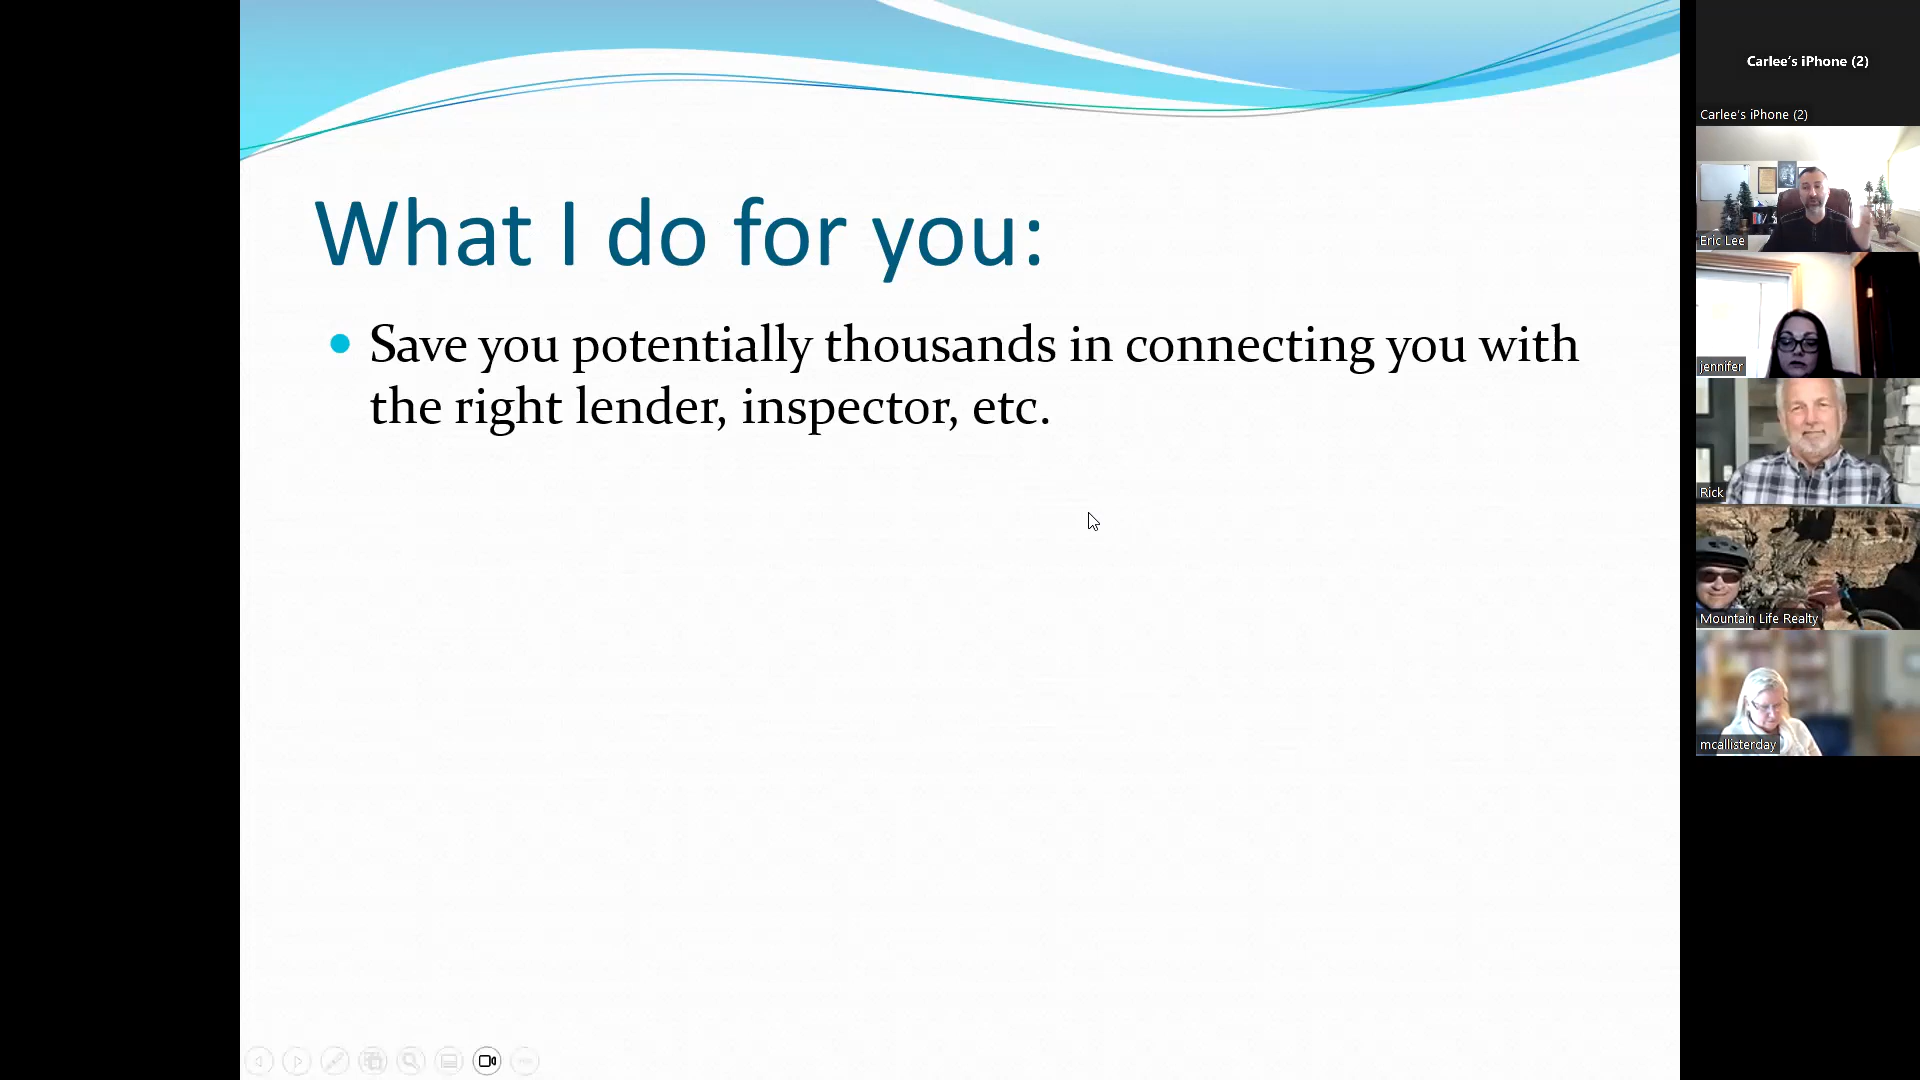 What I do for you:
Save you potentially thousands in connecting you with
the right lender, inspector, etc.
Carlee's iPhone (2)
Carlee's iPhone (2)
Eric Lee
jennifer
Rick
Mountain Life Realty
mcallisterday